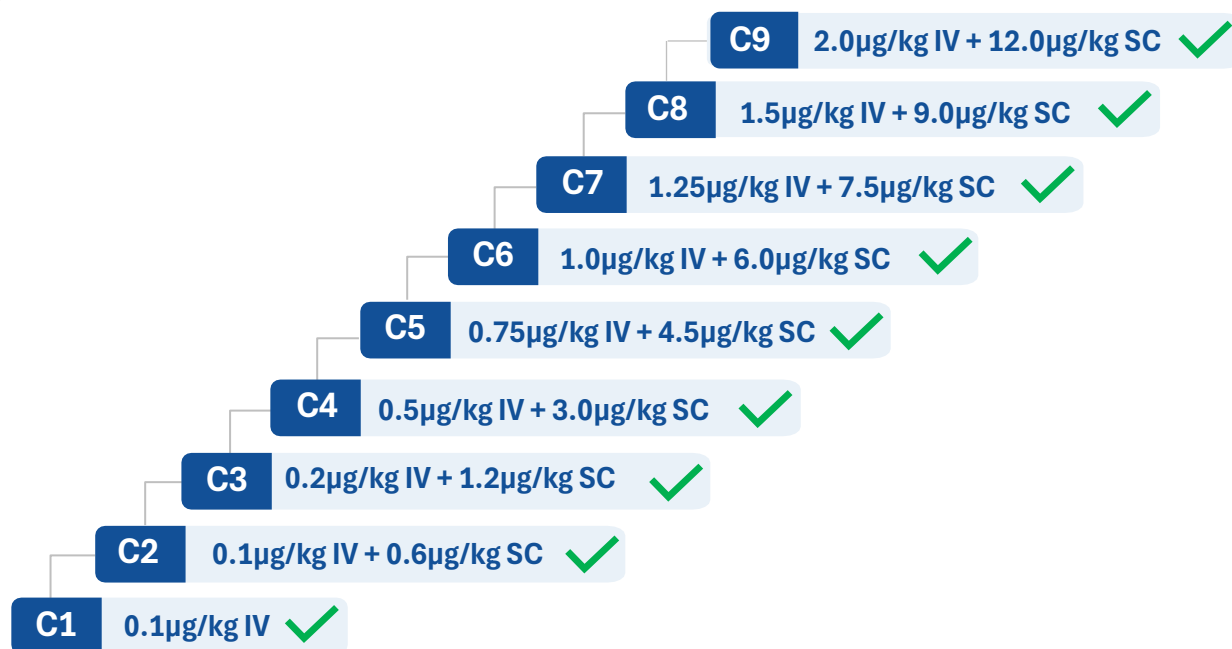 C9 2.0µg/kg IV + 12.0µg/kg SC
C8 1.5µg/kg IV + 9.0µg/kg SC
C7 1.25µg/kg IV + 7.5µg/kg SC
C6 1.0µg/kg IV + 6.0µg/kg SC
C5 0.75µg/kg IV + 4.5µg/kg SC
C4 0.5µg/kg IV + 3.0µg/kg SC
C3 0.2µg/kg IV + 1.2µg/kg SC
C2 0.1µg/kg IV + 0.6µg/kg SC
C1 0.1µg/kg IV